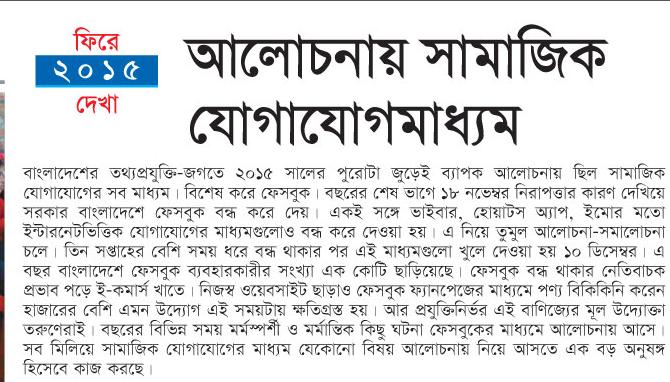 ফিরে
২০১৫
দেখা
আলোচনায় সামাজিক
যোগাযোগমাধ্যম
বাংলাদেশের তথ্যপ্রযুক্তি-জগতে ২০১৫ সালের পুরোটা জুড়েই ব্যাপক আলোচনায় ছিল সামাজিক
যোগাযোগের সব মাধ্যম। বিশেষ করে ফেসবুক। বছরের শেষ ভাগে ১৮ নভেম্বর নিরাপত্তার কারণ দেখিয়ে
সরকার বাংলাদেশে ফেসবুক বন্ধ করে দেয়। একই সঙ্গে ভাইবার, হোয়াটস অ্যাপ, ইমোর মতো
ইন্টারনেটভিত্তিক যোগাযোগের মাধ্যমগুলোও বন্ধ করে দেওয়া হয়। এ নিয়ে তুমুল আলোচনা-সমালোচনা
চলে। তিন সপ্তাহের বেশি সময় ধরে বন্ধ থাকার পর এই মাধ্যমগুলো খুলে দেওয়া হয় ১০ ডিসেম্বর। এ
বছর বাংলাদেশে ফেসবুক ব্যবহারকারীর সংখ্যা এক কোটি ছাড়িয়েছে। ফেসবুক বন্ধ থাকার নেতিবাচক
প্রভাব পড়ে ই-কমার্স খাতে। নিজস্ব ওয়েবসাইট ছাড়াও ফেসবুক ফ্যানপেজের মাধ্যমে পণ্য বিকিকিনি করেন
হাজারের বেশি এমন উদ্যোগ এই সময়টায় ক্ষতিগ্রস্ত হয়। আর প্রযুক্তিনির্ভর এই বাণিজ্যের মূল উদ্যোক্তা
তরুণেরাই। বছরের বিভিন্ন সময় মর্মস্পর্শী ও মর্মান্তিক কিছু ঘটনা ফেসবুকের মাধ্যমে আলোচনায় আসে।
সব মিলিয়ে সামাজিক যোগাযোগের মাধ্যম যেকোনো বিষয় আলোচনায় নিয়ে আসতে এক বড় অনুষঙ্গ
হিসেবে কাজ করছে।